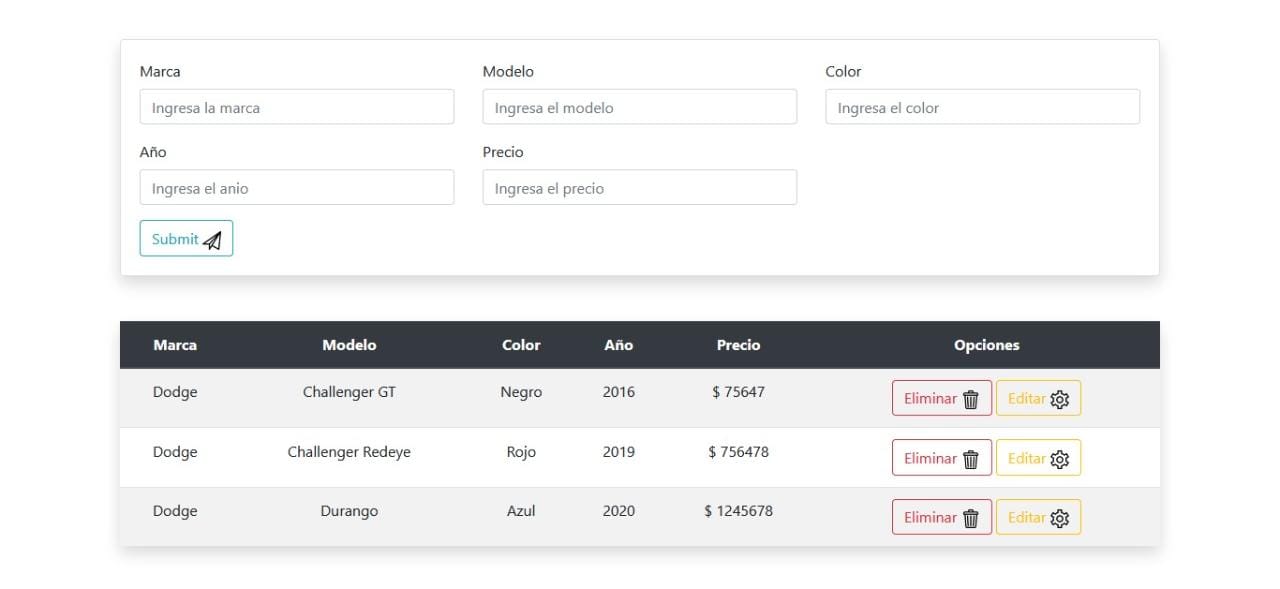 Marca Modelo Color
Ingresa la marca Ingresa el modelo Ingresa el color
Año Precio
Ingresa el anio Ingresa el precio
Submit
Marca Modelo Color Año Precio Opciones
Dodge Challenger GT Negro 2016 $ 75647 Eliminar Editar
Dodge Challenger Redeye Rojo 2019 $ 756478 Eliminar Editar
Dodge Durango Azul 2020 $ 1245678 Eliminar Editar